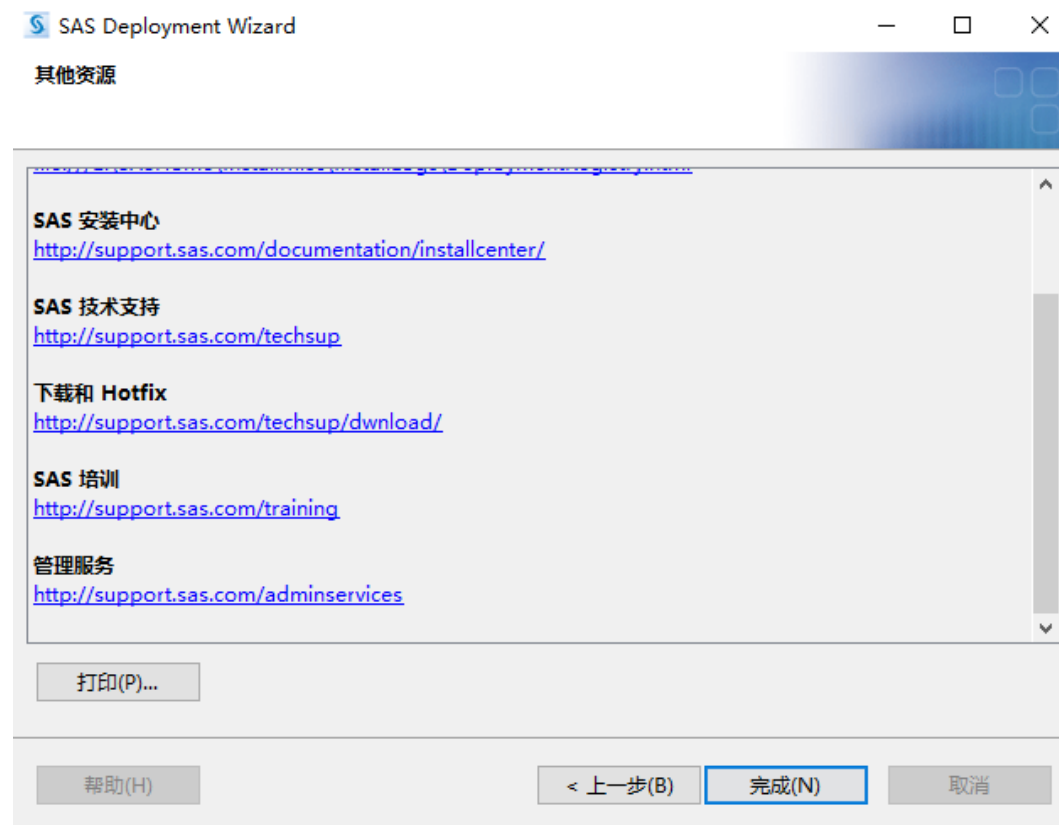 SAS Deployment Wizard
其他资源
SAS 安装中心
http://support.sas.com/documentation/installcenter/
SAS 技术支持
http://support.sas.com/techsup
下载和 Hotfix
http://support.sas.com/techsup/dwnload/
SAS 培训
http://support.sas.com/training
管理服务
http://support.sas.com/adminservices
打印(P)...
帮助(H)
< 上一步(B)
完成(N)
取消